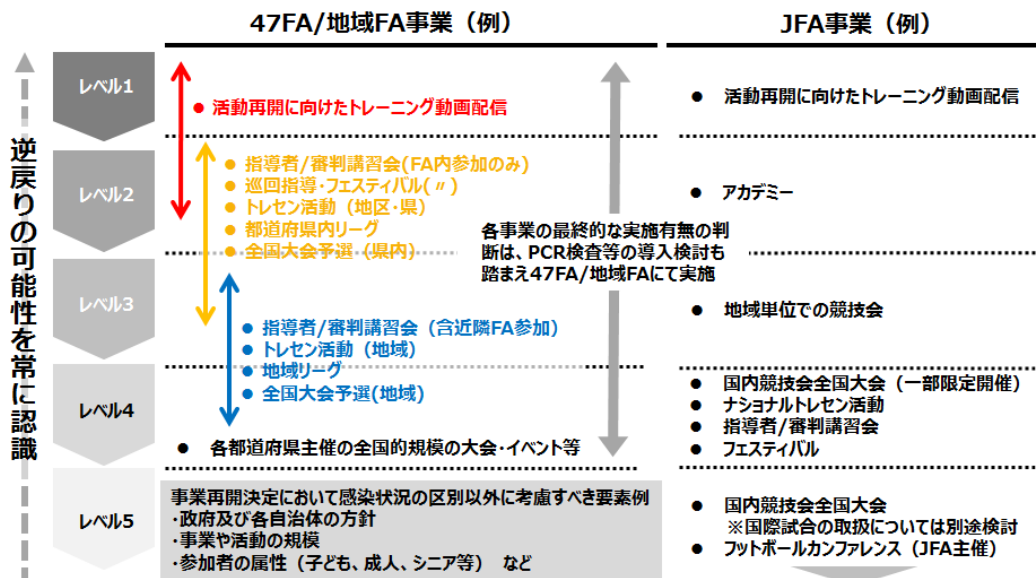 47FA/地域FA事業（例）
JFA事業（例）
逆戻りの可能性を常に認識
レベル1
● 活動再開に向けたトレーニング動画配信
● 活動再開に向けたトレーニング動画配信
レベル2
● 指導者/審判講習会(FA内参加のみ)
● 巡回指導・フェスティバル(〃)
● トレセン活動（地区・県）
● 都道府県内リーグ
● 全国大会予選（県内）
● アカデミー
各事業の最終的な実施有無の判
断は、PCR検査等の導入検討も
踏まえ47FA/地域FAにて実施
レベル3
● 指導者/審判講習会（含近隣FA参加）
● トレセン活動（地域）
● 地域リーグ
● 全国大会予選(地域)
● 地域単位での競技会
レベル4
● 各都道府県主催の全国的規模の大会・イベント等
● 国内競技会全国大会（一部限定開催）
● ナショナルトレセン活動
● 指導者/審判講習会
● フェスティバル
レベル5
事業再開決定において感染状況の区別以外に考慮すべき要素例
・政府及び各自治体の方針
・事業や活動の規模
・参加者の属性（子ども、成人、シニア等） など
● 国内競技会全国大会
※国際試合の取扱については別途検討
● フットボールカンファレンス（JFA主催）